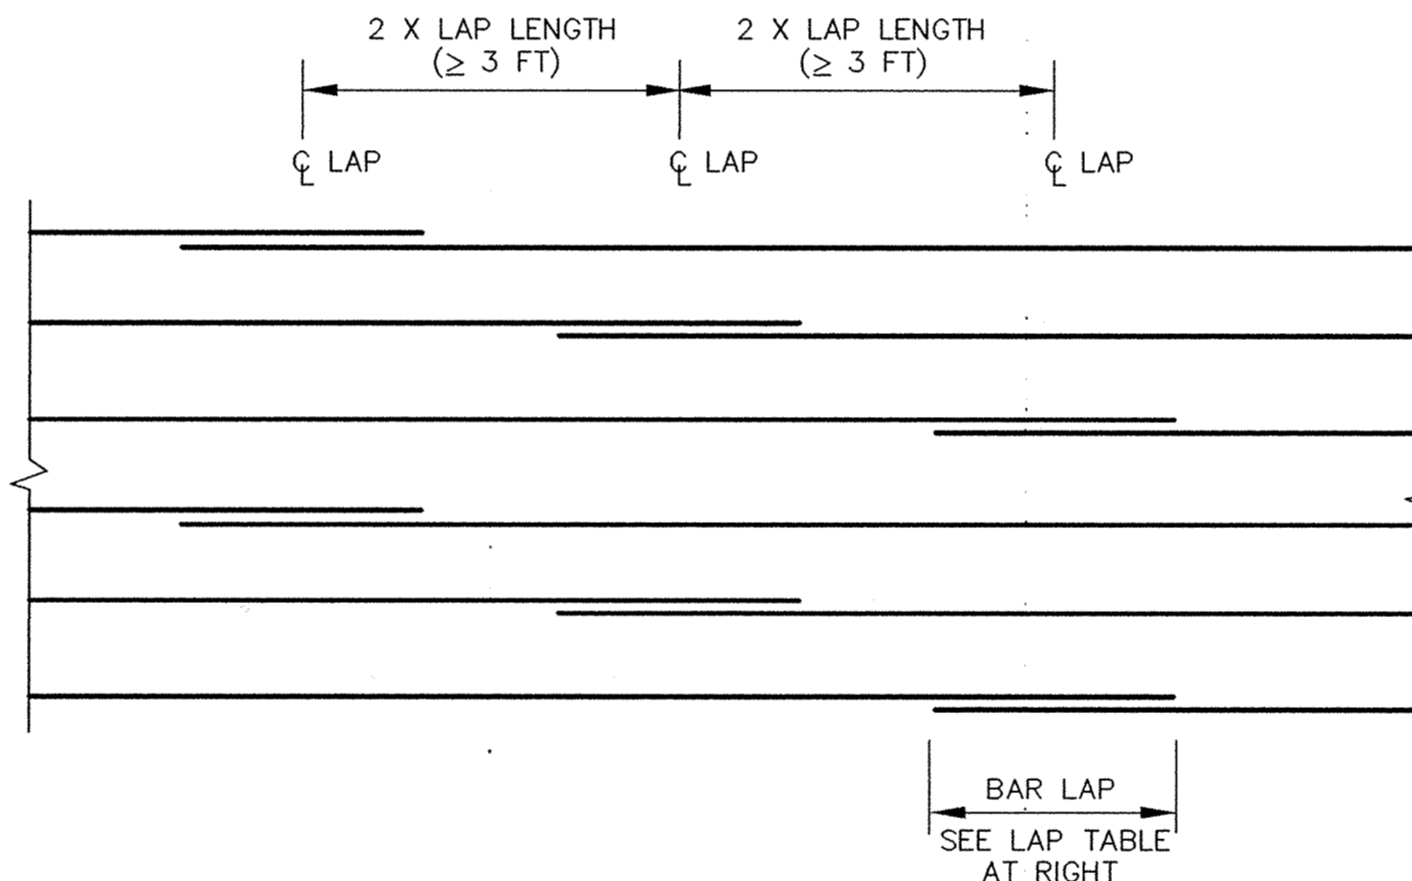 2 X LAP LENGTH
(≥ 3 FT)
2 X LAP LENGTH
(≥ 3 FT)
℄ LAP
℄ LAP
℄ LAP
BAR LAP
SEE LAP TABLE
AT RIGHT